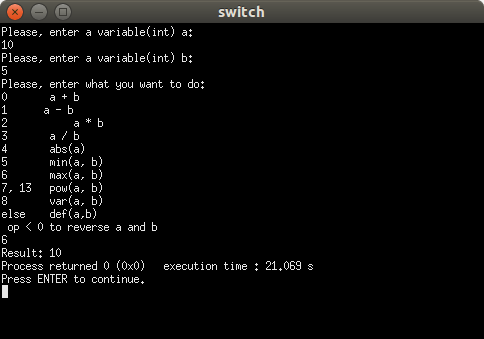 switch
Please, enter a variable(int) a:
10
Please, enter a variable(int) b:
5
Please, enter what you want to do:
0       a + b
1      a - b
2           a * b
3       a / b
4       abs(a)
5       min(a, b)
6       max(a, b)
7, 13   pow(a, b)
8       var(a, b)
else    def(a,b)
 op < 0 to reverse a and b
6
Result: 10
Process returned 0 (0x0)   execution time : 21.069 s
Press ENTER to continue.